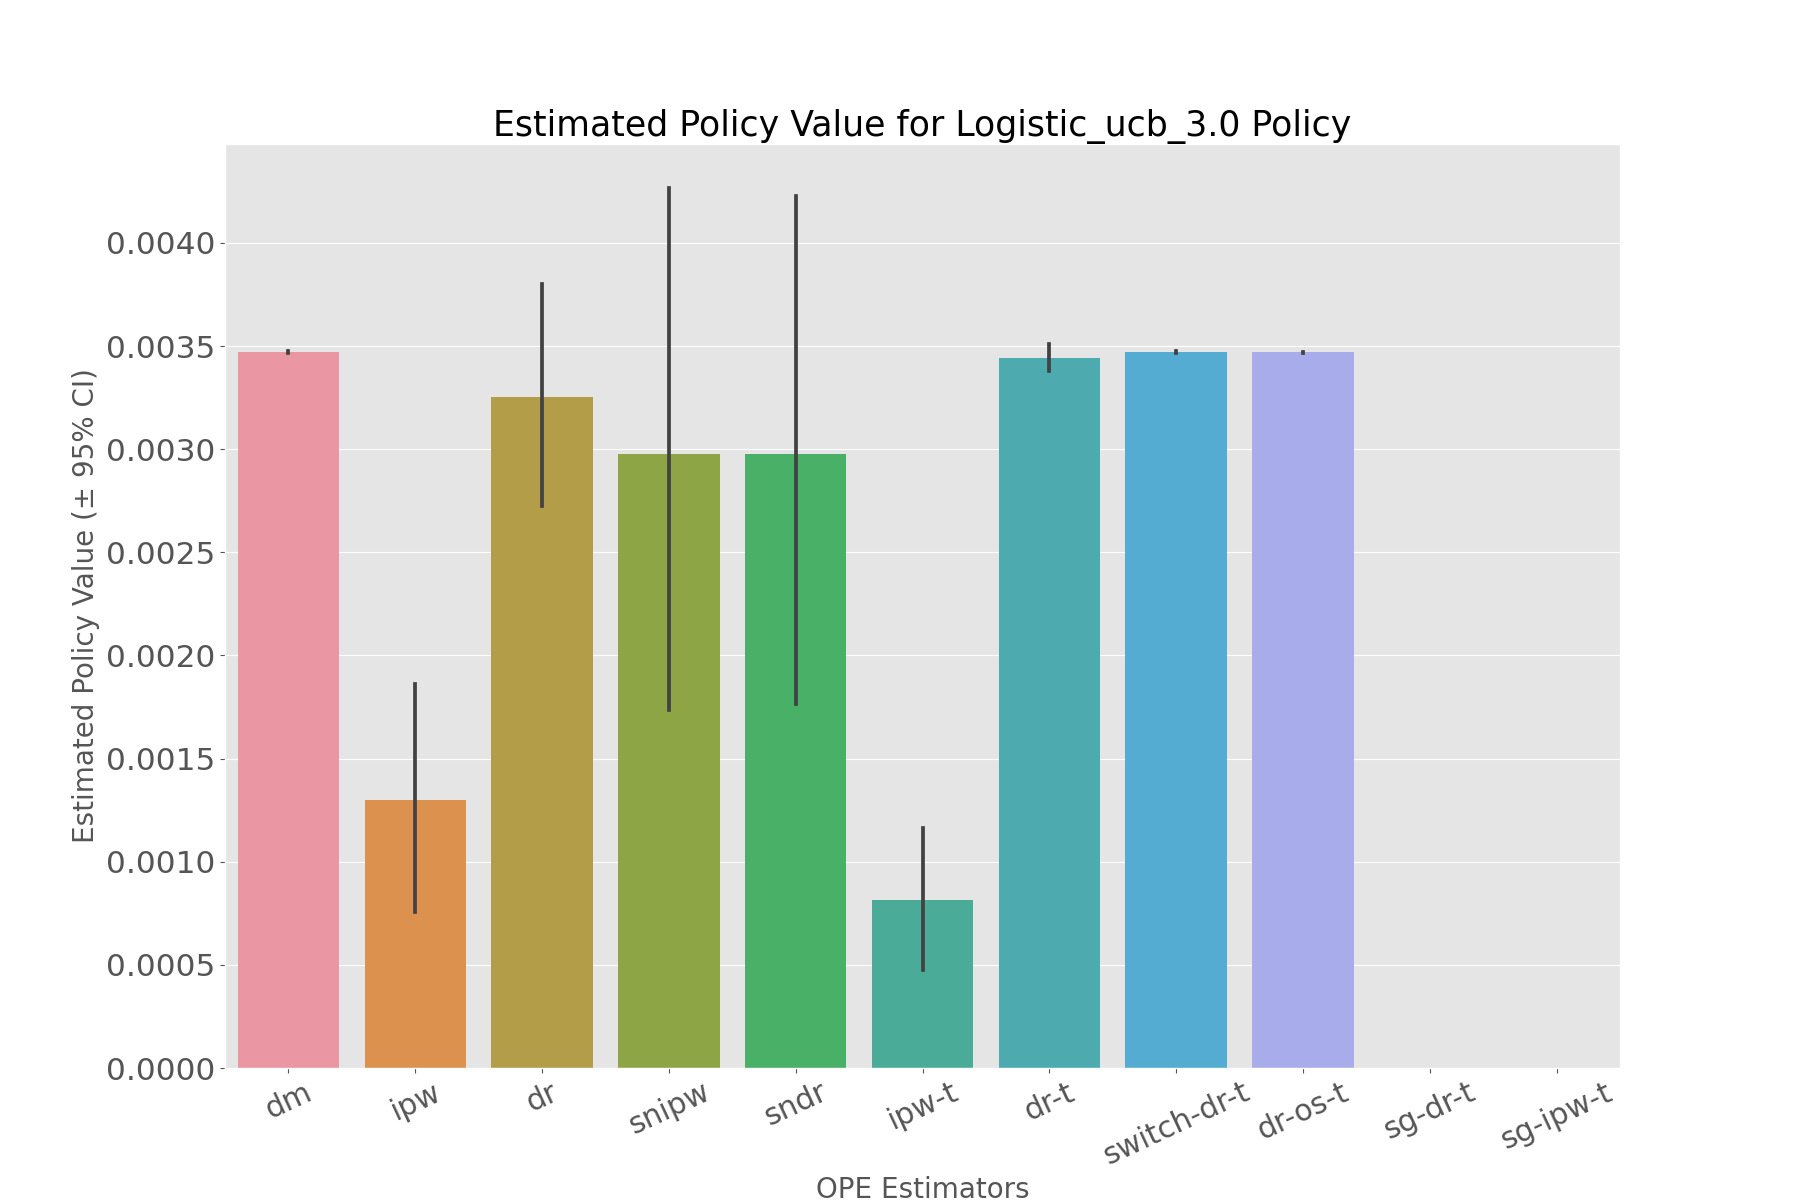 Estimated Policy Value for Logistic_ucb_3.0 Policy
Estimated Policy Value (± 95% CI)
0.0040
0.0035
0.0030
0.0025
0.0020
0.0015
0.0010
0.0005
0.0000
dm
ipw
dr
snipw
sndr
ipw-t
dr-t
switch-dr-t
dr-os-t
sg-dr-t
sg-ipw-t
OPE Estimators